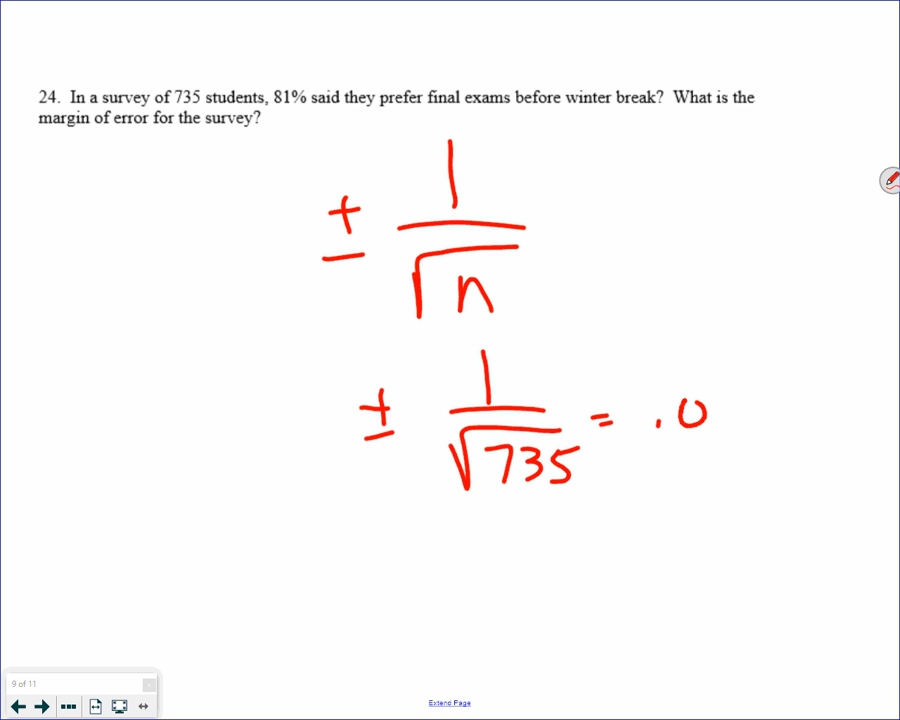 24. In a survey of 735 students, 81% said they prefer final exams before winter break? What is the
margin of error for the survey?
± 1/√n
± 1/√735 = .0
9 of 11
Extend Page